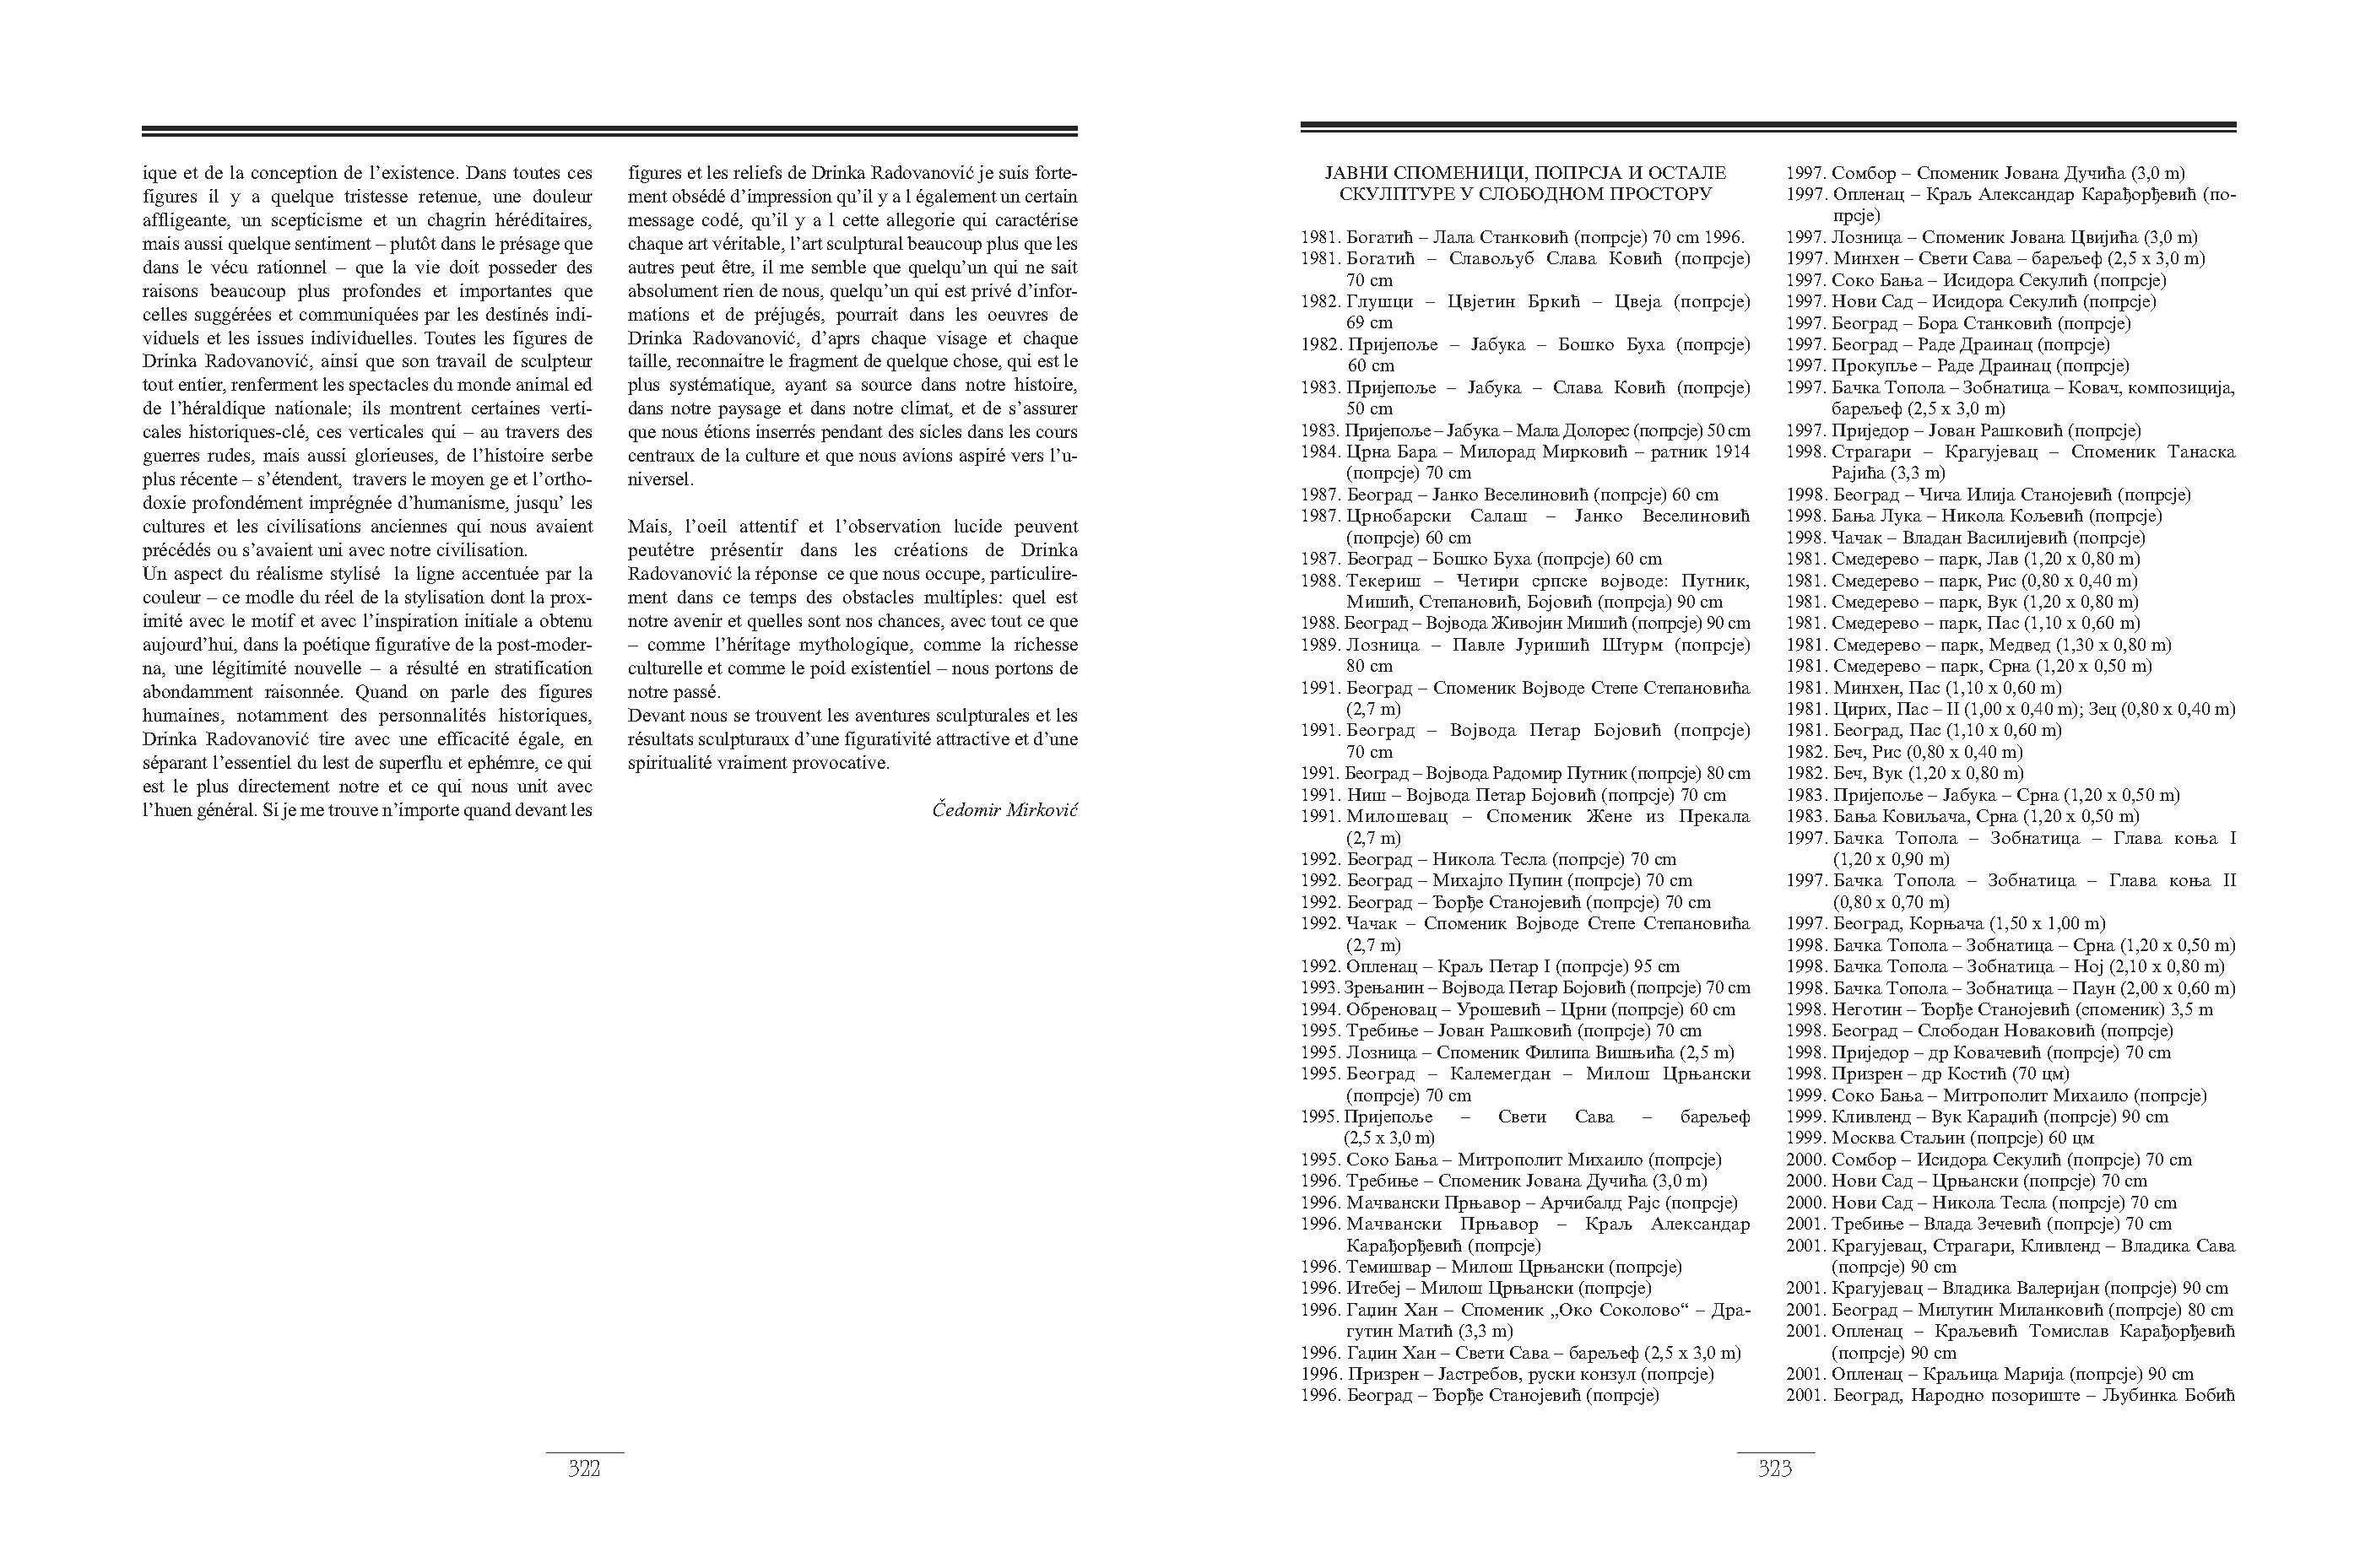 ique et de la conception de l’existence. Dans toutes ces
figures il y a quelque tristesse retenue, une douleur
affligeante, un scepticisme et un chagrin héréditaires,
mais aussi quelque sentiment – plutôt dans le présage que
dans le vécu rationnel – que la vie doit posseder des
raisons beaucoup plus profondes et importantes que
celles suggérées et communiquées par les destinés indi-
viduels et les issues individuelles. Toutes les figures de
Drinka Radovanović, ainsi que son travail de sculpteur
tout entier, renferment les spectacles du monde animal ed
de l’héraldique nationale; ils montrent certaines verti-
cales historiques-clé, ces verticales qui – au travers des
guerres rudes, mais aussi glorieuses, de l’histoire serbe
plus récente – s’étendent, travers le moyen ge et l’ortho-
doxie profondément imprégnée d’humanisme, jusqu’ les
cultures et les civilisations anciennes qui nous avaient
précédés ou s’avaient uni avec notre civilisation.
Un aspect du réalisme stylisé la ligne accentuée par la
couleur – ce modle du réel de la stylisation dont la prox-
imité avec le motif et avec l’inspiration initiale a obtenu
aujourd’hui, dans la poétique figurative de la post-moder-
na, une légitimité nouvelle – a résulté en stratification
abondamment raisonnée. Quand on parle des figures
humaines, notamment des personnalités historiques,
Drinka Radovanović tire avec une efficacité égale, en
séparant l’essentiel du lest de superflu et ephémre, ce qui
est le plus directement notre et ce qui nous unit avec
l’huen général. Si je me trouve n’importe quand devant les
figures et les reliefs de Drinka Radovanović je suis forte-
ment obsédé d’impression qu’il y a l également un certain
message codé, qu’il y a l cette allegorie qui caractérise
chaque art véritable, l’art sculptural beaucoup plus que les
autres peut être, il me semble que quelqu’un qui ne sait
absolument rien de nous, quelqu’un qui est privé d’infor-
mations et de préjugés, pourrait dans les oeuvres de
Drinka Radovanović, d’aprs chaque visage et chaque
taille, reconnaitre le fragment de quelque chose, qui est le
plus systématique, ayant sa source dans notre histoire,
dans notre paysage et dans notre climat, et de s’assurer
que nous étions inserrés pendant des sicles dans les cours
centraux de la culture et que nous avions aspiré vers l’u-
niversel.
Mais, l’oeil attentif et l’observation lucide peuvent
peutétre présentir dans les créations de Drinka
Radovanović la réponse ce que nous occupe, particulire-
ment dans ce temps des obstacles multiples: quel est
notre avenir et quelles sont nos chances, avec tout ce que
– comme l’héritage mythologique, comme la richesse
culturelle et comme le poid existentiel – nous portons de
notre passé.
Devant nous se trouvent les aventures sculpturales et les
résultats sculpturaux d’une figurativité attractive et d’une
spiritualité vraiment provocative.
Čedomir Mirković
322
ЈАВНИ СПОМЕНИЦИ, ПОПРСЈА И ОСТАЛЕ
СКУЛПТУРЕ У СЛОБОДНОМ ПРОСТОРУ
1981. Богатић – Лала Станковић (попрсје) 70 cm 1996.
1981. Богатић – Славољуб Слава Ковић (попрсје)
70 cm
1982. Глушци – Цвјетин Бркић – Цвеја (попрсје)
69 cm
1982. Пријепоље – Јабука – Бошко Буха (попрсје)
60 cm
1983. Пријепоље – Јабука – Слава Ковић (попрсје)
50 cm
1983. Пријепоље – Јабука – Мала Долорес (попрсје) 50 cm
1984. Црна Бара – Милорад Мирковић – ратник 1914
(попрсје) 70 cm
1987. Београд – Јанко Веселиновић (попрсје) 60 cm
1987. Црнобарски Салаш – Јанко Веселиновић
(попрсје) 60 cm
1987. Београд – Бошко Буха (попрсје) 60 cm
1988. Текериш – Четири српске војводе: Путник,
Мишић, Степановић, Бојовић (попрсја) 90 cm
1988. Београд – Војвода Живојин Мишић (попрсје) 90 cm
1989. Лозница – Павле Јуришић Штурм (попрсје)
80 cm
1991. Београд – Споменик Војводе Степе Степановића
(2,7 m)
1991. Београд – Војвода Петар Бојовић (попрсје)
70 cm
1991. Београд – Војвода Радомир Путник (попрсје) 80 cm
1991. Ниш – Војвода Петар Бојовић (попрсје) 70 cm
1991. Милошевац – Споменик Жене из Прекала
(2,7 m)
1992. Београд – Никола Тесла (попрсје) 70 cm
1992. Београд – Михајло Пупин (попрсје) 70 cm
1992. Београд – Ђорђе Станојевић (попрсје) 70 cm
1992. Чачак – Споменик Војводе Степе Степановића
(2,7 m)
1992. Опленац – Краљ Петар I (попрсје) 95 cm
1993. Зрењанин – Војвода Петар Бојовић (попрсје) 70 cm
1994. Обреновац – Урошевић – Црни (попрсје) 60 cm
1995. Требиње – Јован Рашковић (попрсје) 70 cm
1995. Лозница – Споменик Филипа Вишњића (2,5 m)
1995. Београд – Калемегдан – Милош Црњански
(попрсје) 70 cm
1995. Пријепоље – Свети Сава – барељеф
(2,5 x 3,0 m)
1995. Соко Бања – Митрополит Михаило (попрсје)
1996. Требиње – Споменик Јована Дучића (3,0 m)
1996. Мачвански Прњавор – Арчибалд Рајс (попрсје)
1996. Мачвански Прњавор – Краљ Александар
Карађорђевић (попрсје)
1996. Темишвар – Милош Црњански (попрсје)
1996. Итебеј – Милош Црњански (попрсје)
1996. Гаџин Хан – Споменик „Око Соколово“ – Дра-
гутин Матић (3,3 m)
1996. Гаџин Хан – Свети Сава – барељеф (2,5 x 3,0 m)
1996. Призрен – Јастребов, руски конзул (попрсје)
1996. Београд – Ђорђе Станојевић (попрсје)
1997. Сомбор – Споменик Јована Дучића (3,0 m)
1997. Опленац – Краљ Александар Карађорђевић (по-
прсје)
1997. Лозница – Споменик Јована Цвијића (3,0 m)
1997. Минхен – Свети Сава – барељеф (2,5 x 3,0 m)
1997. Соко Бања – Исидора Секулић (попрсје)
1997. Нови Сад – Исидора Секулић (попрсје)
1997. Београд – Бора Станковић (попрсје)
1997. Београд – Раде Драинац (попрсје)
1997. Прокупље – Раде Драинац (попрсје)
1997. Бачка Топола – Зобнатица – Ковач, композиција,
барељеф (2,5 x 3,0 m)
1997. Приједор – Јован Рашковић (попрсје)
1998. Страгари – Крагујевац – Споменик Танаска
Рајића (3,3 m)
1998. Београд – Чича Илија Станојевић (попрсје)
1998. Бања Лука – Никола Кољевић (попрсје)
1998. Чачак – Владан Василијевић (попрсје)
1981. Смедерево – парк, Лав (1,20 x 0,80 m)
1981. Смедерево – парк, Рис (0,80 x 0,40 m)
1981. Смедерево – парк, Вук (1,20 x 0,80 m)
1981. Смедерево – парк, Пас (1,10 x 0,60 m)
1981. Смедерево – парк, Медвед (1,30 x 0,80 m)
1981. Смедерево – парк, Срна (1,20 x 0,50 m)
1981. Минхен, Пас (1,10 x 0,60 m)
1981. Цирих, Пас – II (1,00 x 0,40 m); Зец (0,80 x 0,40 m)
1981. Београд, Пас (1,10 x 0,60 m)
1982. Беч, Рис (0,80 x 0,40 m)
1982. Беч, Вук (1,20 x 0,80 m)
1983. Пријепоље – Јабука – Срна (1,20 x 0,50 m)
1983. Бања Ковиљача, Срна (1,20 x 0,50 m)
1997. Бачка Топола – Зобнатица – Глава коња I
(1,20 x 0,90 m)
1997. Бачка Топола – Зобнатица – Глава коња II
(0,80 x 0,70 m)
1997. Београд, Корњача (1,50 x 1,00 m)
1998. Бачка Топола – Зобнатица – Срна (1,20 x 0,50 m)
1998. Бачка Топола – Зобнатица – Ној (2,10 x 0,80 m)
1998. Бачка Топола – Зобнатица – Паун (2,00 x 0,60 m)
1998. Неготин – Ђорђе Станојевић (споменик) 3,5 m
1998. Београд – Слободан Новаковић (попрсје)
1998. Приједор – др Ковачевић (попрсје) 70 cm
1998. Призрен – др Костић (70 цм)
1999. Соко Бања – Митрополит Михаило (попрсје)
1999. Кливленд – Вук Караџић (попрсје) 90 cm
1999. Москва Стаљин (попрсје) 60 цм
2000. Сомбор – Исидора Секулић (попрсје) 70 cm
2000. Нови Сад – Црњански (попрсје) 70 cm
2000. Нови Сад – Никола Тесла (попрсје) 70 cm
2001. Требиње – Влада Зечевић (попрсје) 70 cm
2001. Крагујевац, Страгари, Кливленд – Владика Сава
(попрсје) 90 cm
2001. Крагујевац – Владика Валеријан (попрсје) 90 cm
2001. Београд – Милутин Миланковић (попрсје) 80 cm
2001. Опленац – Краљевић Томислав Карађорђевић
(попрсје) 90 cm
2001. Опленац – Краљица Марија (попрсје) 90 cm
2001. Београд, Народно позориште – Љубинка Бобић
323